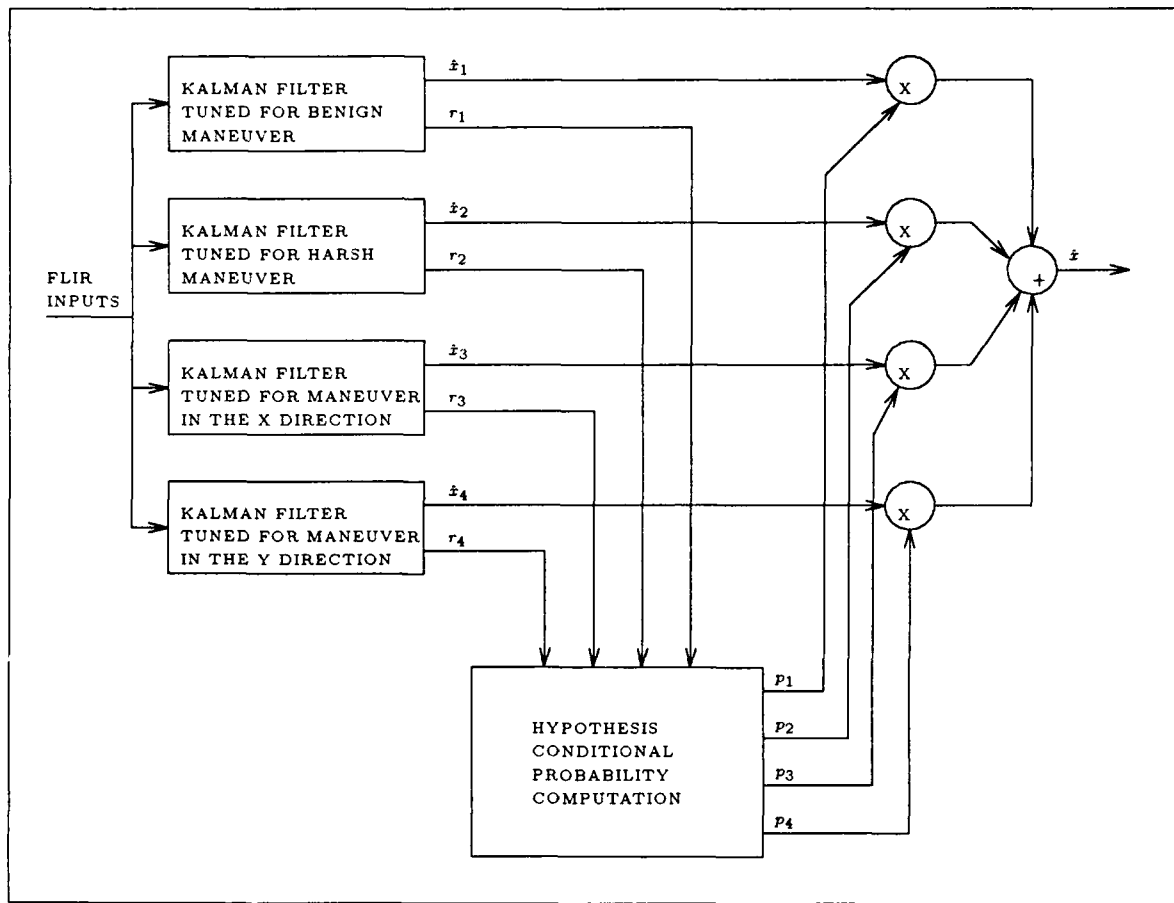 KALMAN FILTER
TUNED FOR BENIGN
MANEUVER
x̂1
r1
X
KALMAN FILTER
TUNED FOR HARSH
MANEUVER
x̂2
r2
X
FLIR
INPUTS
+
x̂
KALMAN FILTER
TUNED FOR MANEUVER
IN THE X DIRECTION
x̂3
r3
X
KALMAN FILTER
TUNED FOR MANEUVER
IN THE Y DIRECTION
x̂4
r4
X
HYPOTHESIS
CONDITIONAL
PROBABILITY
COMPUTATION
p1
p2
p3
p4